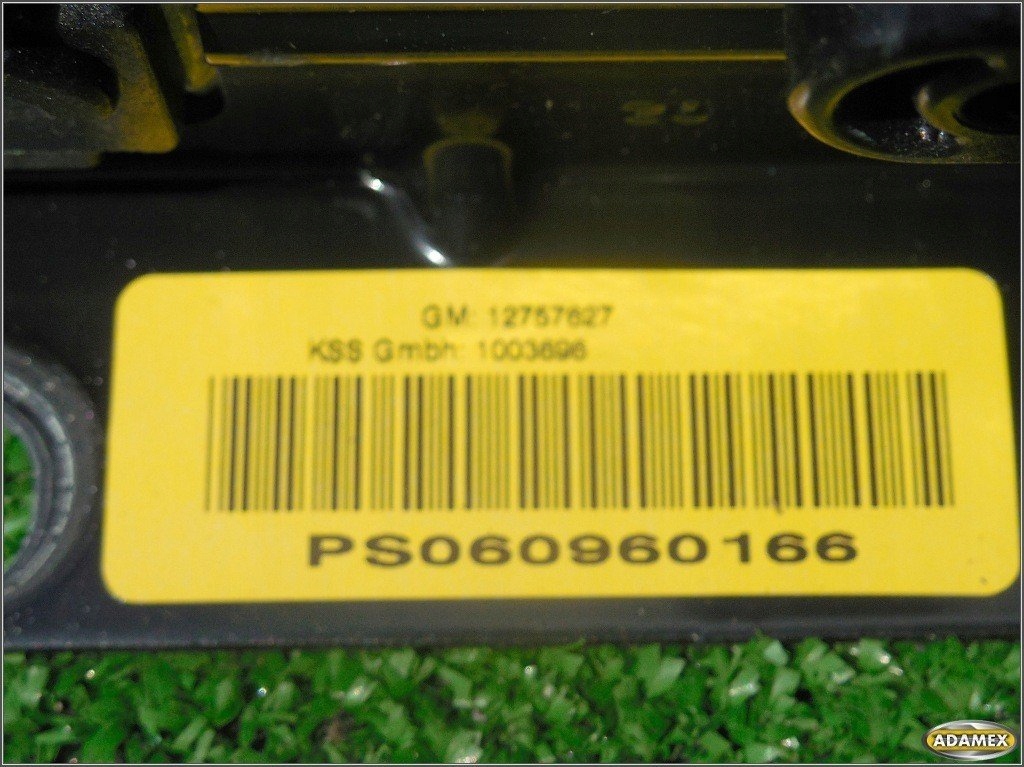 GM: 12757627
KSS Gmbh: 1003696
PS060960166
ADAMEX